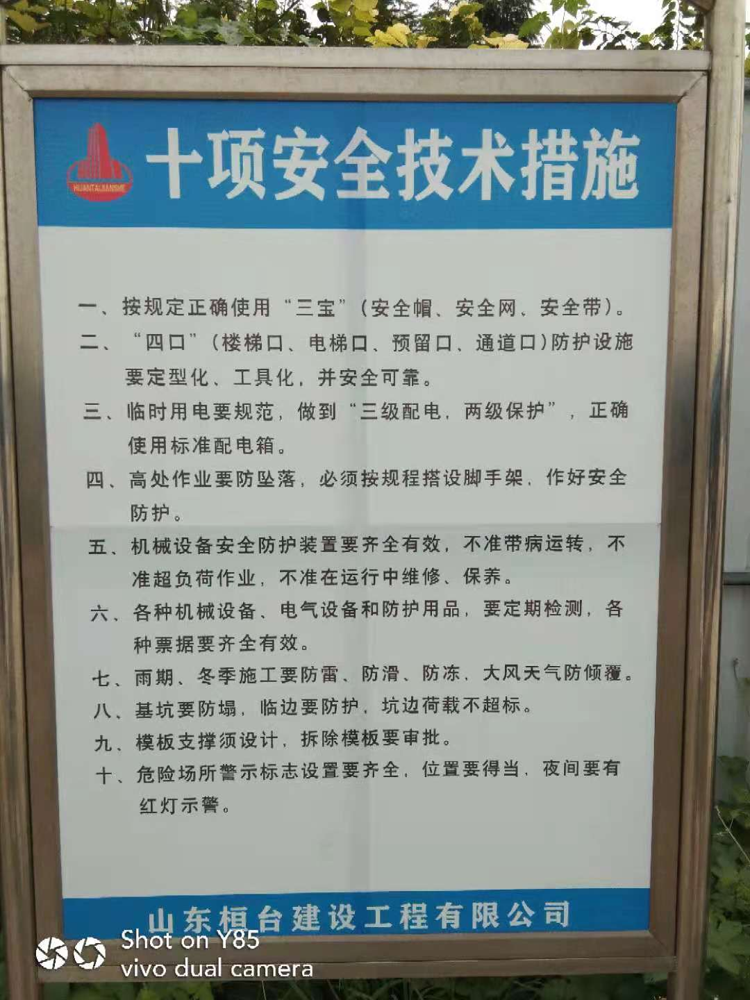 HUANTAIJIANSHE
十项安全技术措施
一、按规定正确使用“三宝”(安全帽、安全网、安全带)。
二、“四口”(楼梯口、电梯口、预留口、通道口)防护设施
要定型化、工具化，并安全可靠。
三、临时用电要规范，做到“三级配电，两级保护”，正确
使用标准配电箱。
四、高处作业要防坠落，必须按规程搭设脚手架，作好安全
防护。
五、机械设备安全防护装置要齐全有效，不准带病运转，不
准超负荷作业，不准在运行中维修、保养。
六、各种机械设备、电气设备和防护用品，要定期检测，各
种票据要齐全有效。
七、雨期、冬季施工要防雷、防滑、防冻，大风天气防倾覆。
八、基坑要防塌，临边要防护，坑边荷载不超标。
九、模板支撑须设计，拆除模板要审批。
十、危险场所警示标志设置要齐全，位置要得当，夜间要有
红灯示警。
山东桓台建设工程有限公司
Shot on Y85
vivo dual camera